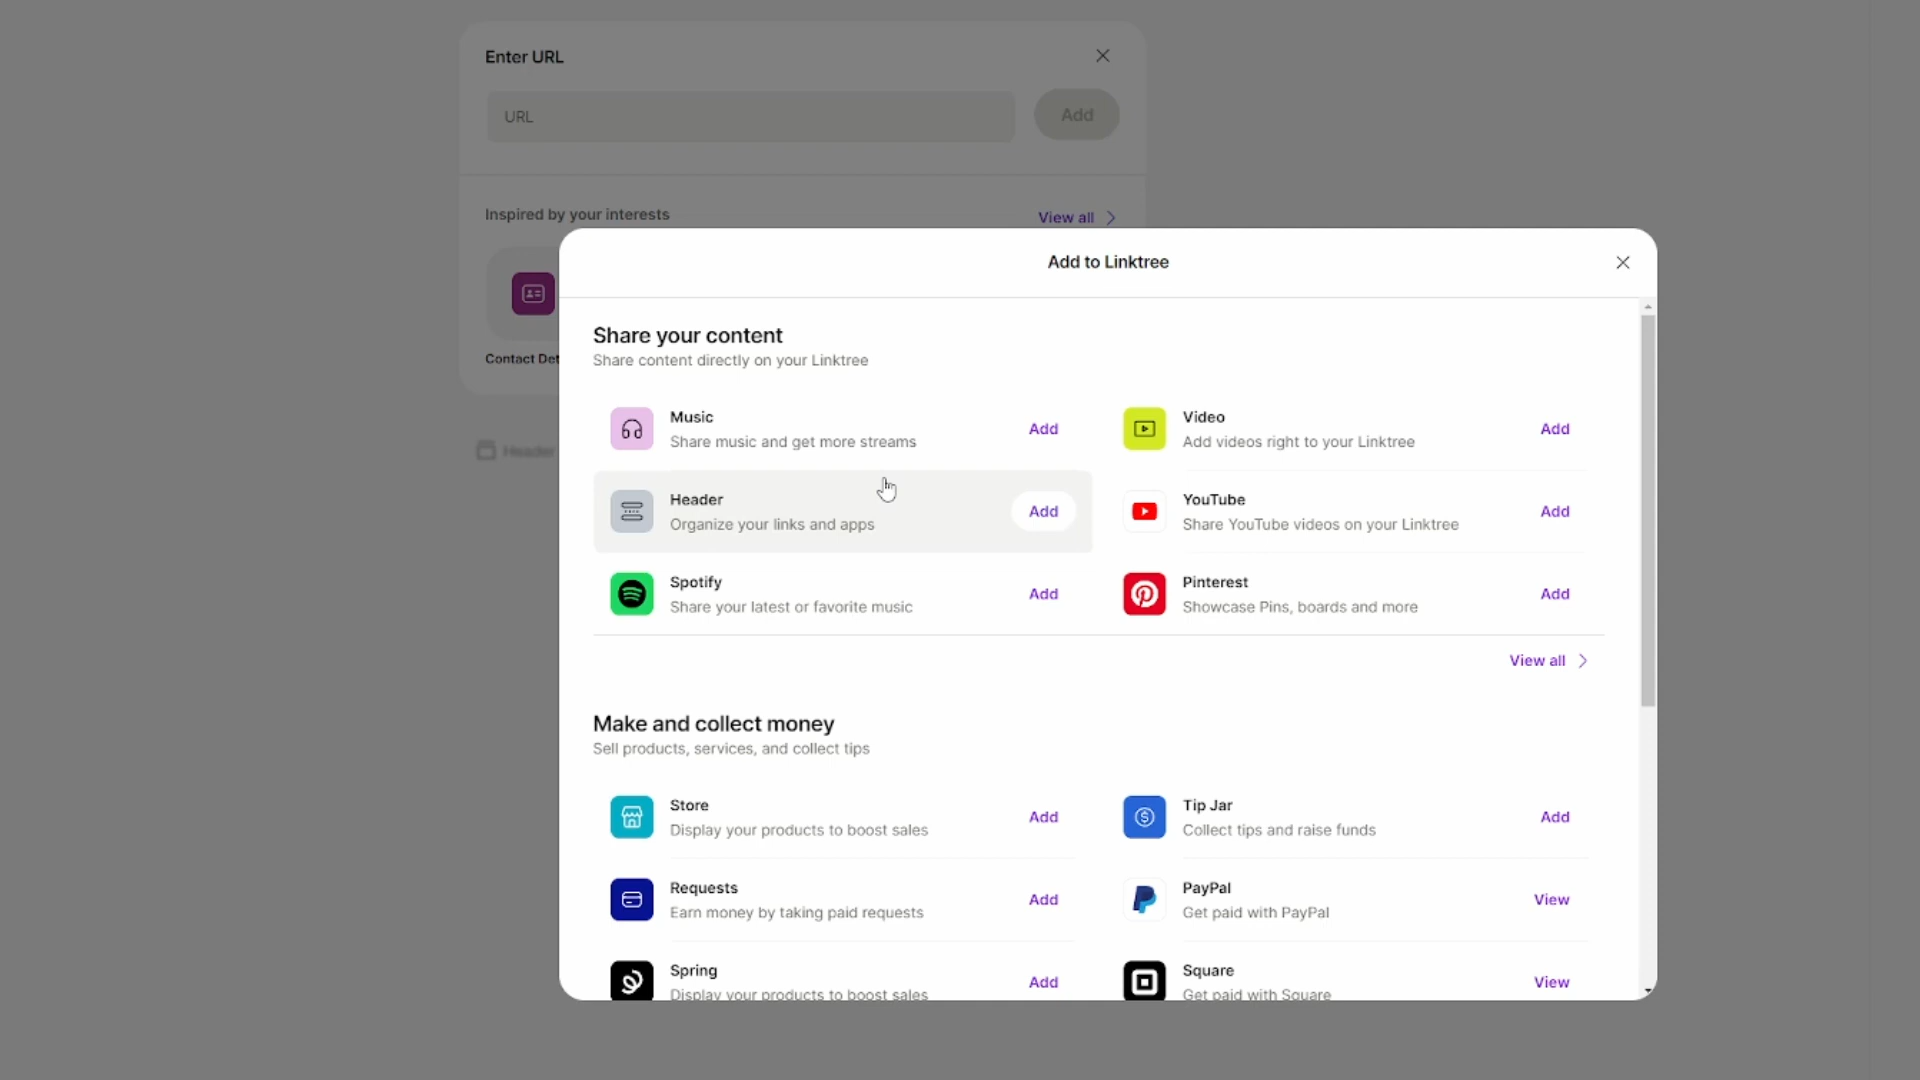 Enter URL
URL
Add
Inspired by your interests
View all
Contact Det
Header
Add to Linktree
Share your content
Share content directly on your Linktree
Music
Share music and get more streams
Add
Video
Add videos right to your Linktree
Add
Header
Organize your links and apps
Add
YouTube
Share YouTube videos on your Linktree
Add
Spotify
Share your latest or favorite music
Add
Pinterest
Showcase Pins, boards and more
Add
View all
Make and collect money
Sell products, services, and collect tips
Store
Display your products to boost sales
Add
Tip Jar
Collect tips and raise funds
Add
Requests
Earn money by taking paid requests
Add
PayPal
Get paid with PayPal
View
Spring
Display your products to boost sales
Add
Square
Get paid with Square
View